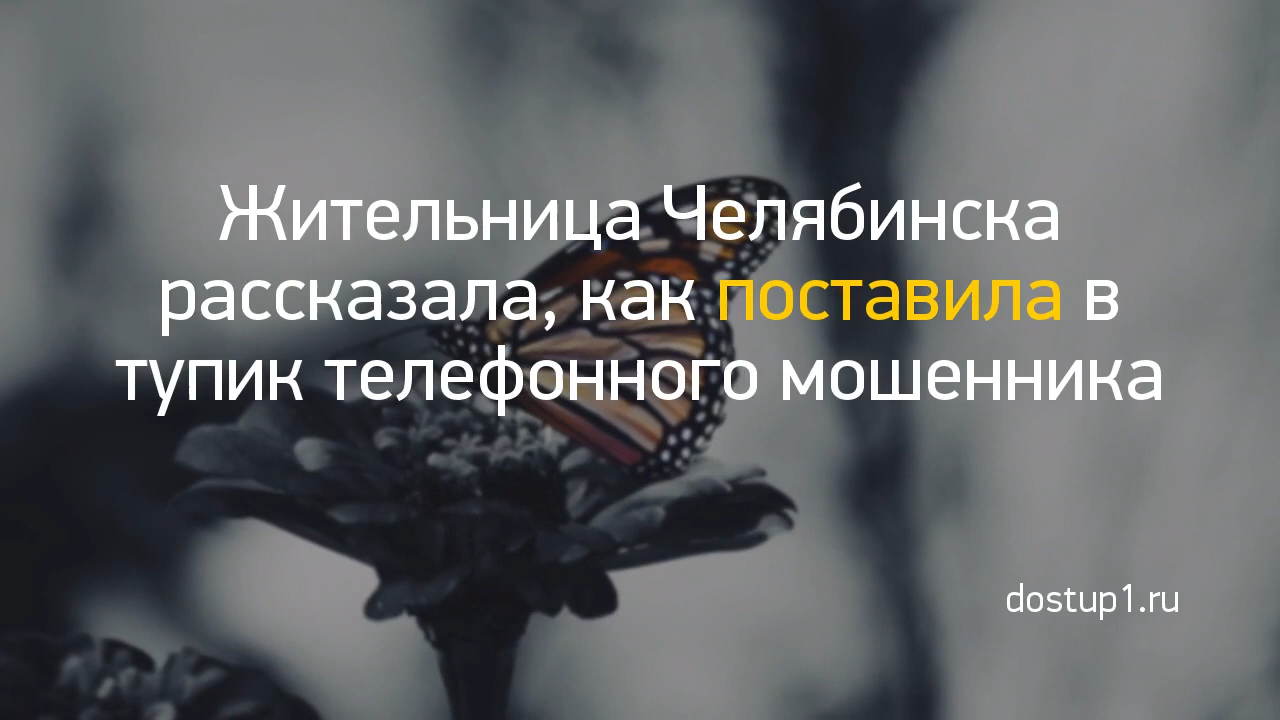 Жительница Челябинска
рассказала, как поставила в
тупик телефонного мошенника
dostup1.ru